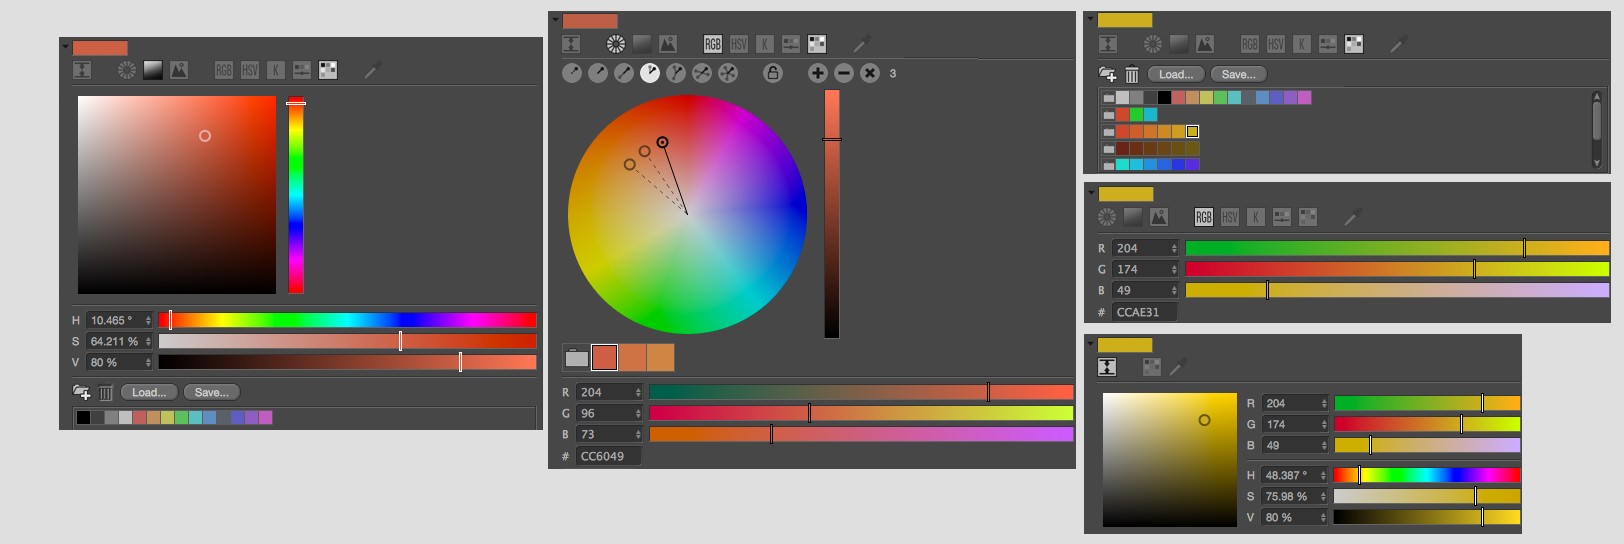 RGB HSV K
H 10.465 °
S 64.211 %
V 80 %
Load... Save...
RGB HSV K
3
R 204
G 96
B 73
# CC6049
RGB HSV K
Load... Save...
RGB HSV K
R 204
G 174
B 49
# CCAE31
R 204
G 174
B 49
H 48.387 °
S 75.98 %
V 80 %